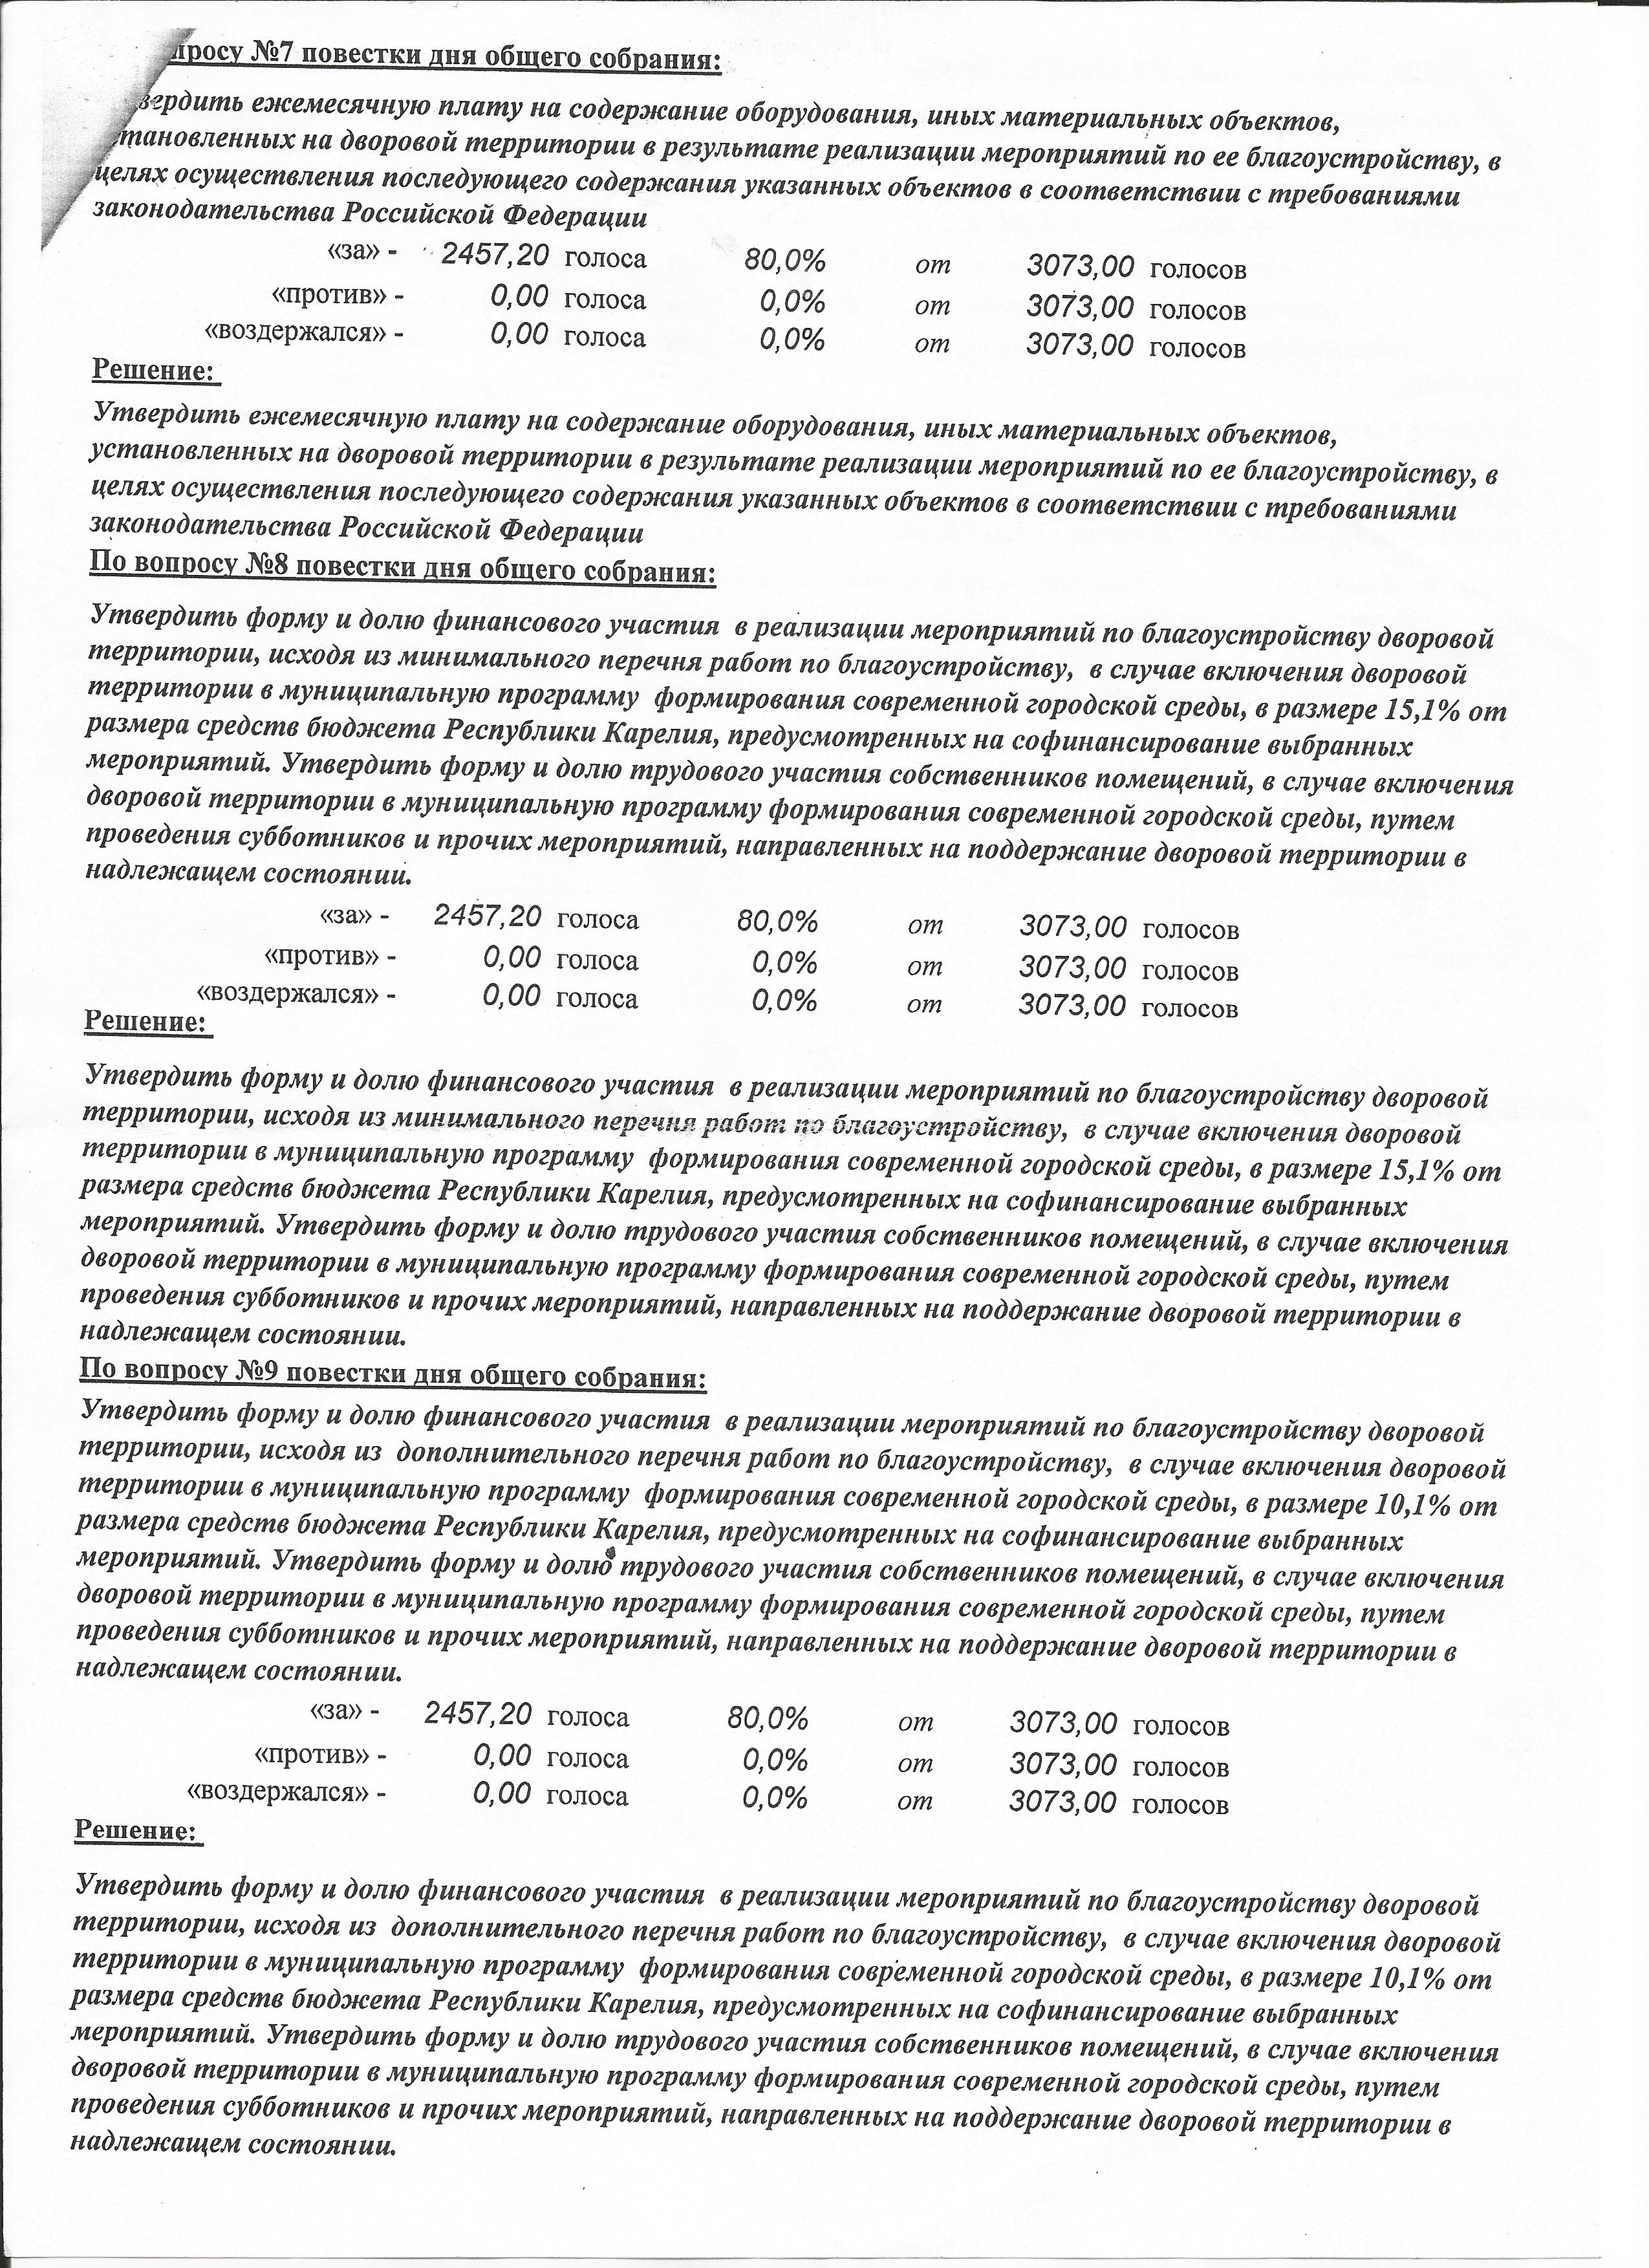 просу №7 повестки дня общего собрания:
вердить ежемесячную плату на содержание оборудования, иных материальных объектов,
тановленных на дворовой территории в результате реализации мероприятий по ее благоустройству, в
целях осуществления последующего содержания указанных объектов в соответствии с требованиями
законодательства Российской Федерации
«за» - 2457,20 голоса 80,0% от 3073,00 голосов
«против» - 0,00 голоса 0,0% от 3073,00 голосов
«воздержался» - 0,00 голоса 0,0% от 3073,00 голосов
Решение:
Утвердить ежемесячную плату на содержание оборудования, иных материальных объектов,
установленных на дворовой территории в результате реализации мероприятий по ее благоустройству, в
целях осуществления последующего содержания указанных объектов в соответствии с требованиями
законодательства Российской Федерации
По вопросу №8 повестки дня общего собрания:
Утвердить форму и долю финансового участия в реализации мероприятий по благоустройству дворовой
территории, исходя из минимального перечня работ по благоустройству, в случае включения дворовой
территории в муниципальную программу формирования современной городской среды, в размере 15,1% от
размера средств бюджета Республики Карелия, предусмотренных на софинансирование выбранных
мероприятий. Утвердить форму и долю трудового участия собственников помещений, в случае включения
дворовой территории в муниципальную программу формирования современной городской среды, путем
проведения субботников и прочих мероприятий, направленных на поддержание дворовой территории в
надлежащем состоянии.
«за» - 2457,20 голоса 80,0% от 3073,00 голосов
«против» - 0,00 голоса 0,0% от 3073,00 голосов
«воздержался» - 0,00 голоса 0,0% от 3073,00 голосов
Решение:
Утвердить форму и долю финансового участия в реализации мероприятий по благоустройству дворовой
территории, исходя из минимального перечня работ по благоустройству, в случае включения дворовой
территории в муниципальную программу формирования современной городской среды, в размере 15,1% от
размера средств бюджета Республики Карелия, предусмотренных на софинансирование выбранных
мероприятий. Утвердить форму и долю трудового участия собственников помещений, в случае включения
дворовой территории в муниципальную программу формирования современной городской среды, путем
проведения субботников и прочих мероприятий, направленных на поддержание дворовой территории в
надлежащем состоянии.
По вопросу №9 повестки дня общего собрания:
Утвердить форму и долю финансового участия в реализации мероприятий по благоустройству дворовой
территории, исходя из дополнительного перечня работ по благоустройству, в случае включения дворовой
территории в муниципальную программу формирования современной городской среды, в размере 10,1% от
размера средств бюджета Республики Карелия, предусмотренных на софинансирование выбранных
мероприятий. Утвердить форму и долю трудового участия собственников помещений, в случае включения
дворовой территории в муниципальную программу формирования современной городской среды, путем
проведения субботников и прочих мероприятий, направленных на поддержание дворовой территории в
надлежащем состоянии.
«за» - 2457,20 голоса 80,0% от 3073,00 голосов
«против» - 0,00 голоса 0,0% от 3073,00 голосов
«воздержался» - 0,00 голоса 0,0% от 3073,00 голосов
Решение:
Утвердить форму и долю финансового участия в реализации мероприятий по благоустройству дворовой
территории, исходя из дополнительного перечня работ по благоустройству, в случае включения дворовой
территории в муниципальную программу формирования современной городской среды, в размере 10,1% от
размера средств бюджета Республики Карелия, предусмотренных на софинансирование выбранных
мероприятий. Утвердить форму и долю трудового участия собственников помещений, в случае включения
дворовой территории в муниципальную программу формирования современной городской среды, путем
проведения субботников и прочих мероприятий, направленных на поддержание дворовой территории в
надлежащем состоянии.